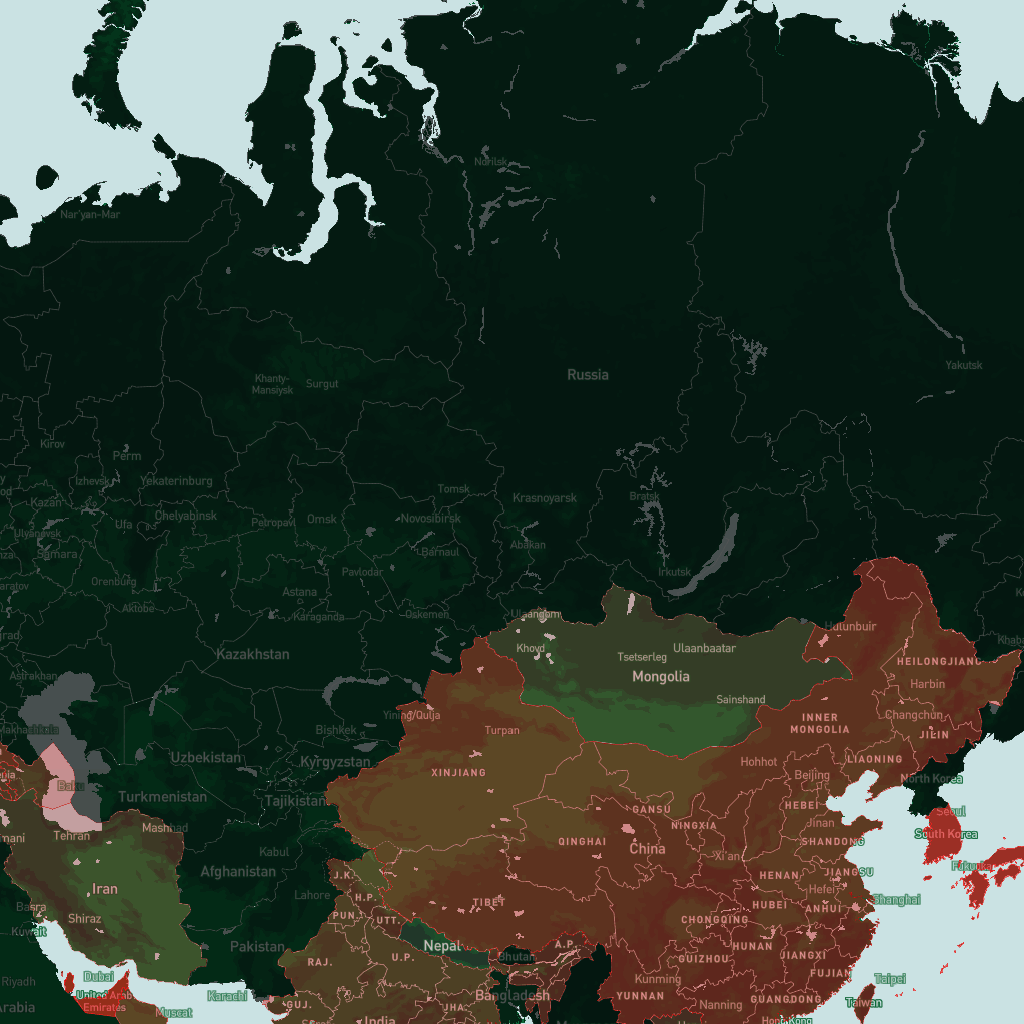 Norilsk
Nar'yan-Mar
Yakutsk
Russia
Khanty-
Mansiysk
Surgut
Kirov
Perm
Izhevsk
Yekaterinburg
Kazan
Tomsk
Krasnoyarsk
Bratsk
Ufa
Chelyabinsk
Petropavl
Omsk
Novosibirsk
Ulyanovsk
Samara
Abakan
Barnaul
Orenburg
Pavlodar
Irkutsk
Astana
Aktobe
Karaganda
Oskemen
Ulaangom
Hulunbuir
Khovd
Ulaanbaatar
Tsetserleg
Mongolia
Kazakhstan
HEILONGJIANG
Astrakhan
Harbin
Sainshand
Yining/Qulja
Changchun
INNER
MONGOLIA
Makhachkala
Bishkek
Turpan
JILIN
Uzbekistan
Kyrgyzstan
Hohhot
LIAONING
XINJIANG
Beijing
North Korea
Baku
Turkmenistan
Tajikistan
GANSU
HEBEI
Seoul
NINGXIA
Jinan
Mashhad
Tehran
South Korea
QINGHAI
China
SHANDONG
Kabul
Xi'an
Fukuoka
Afghanistan
J.K.
HENAN
JIANGSU
Iran
Lahore
H.P.
Hefei
TIBET
HUBEI
ANHUI
Shanghai
Basra
Shiraz
PUN.
UTT.
CHONGQING
Kuwait
Pakistan
Nepal
A.P.
HUNAN
JIANGXI
RAJ.
U.P.
Bhutan
GUIZHOU
FUJIAN
Riyadh
Dubai
Kunming
Taipei
United Arab
Emirates
Karachi
Bangladesh
YUNNAN
GUANGDONG
Taiwan
GUJ.
JHA.
Nanning
Muscat
India
Hong Kong